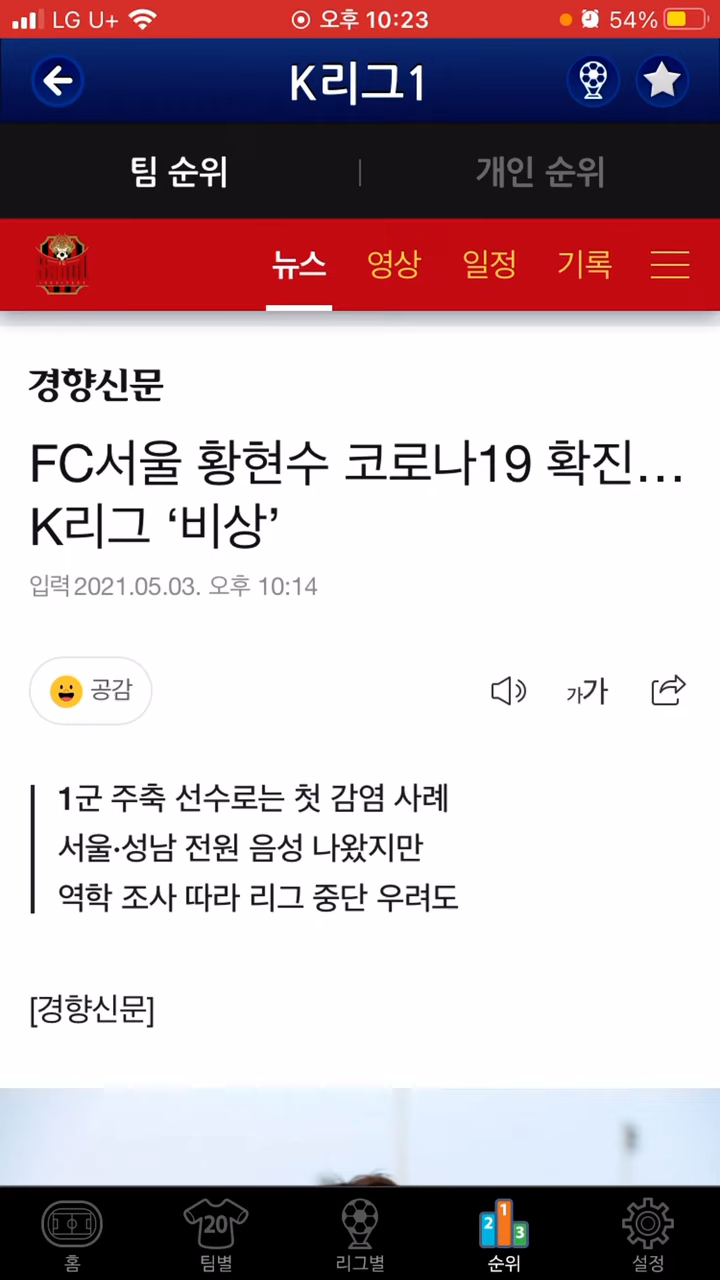 LG U+ 오후 10:23 54%
K리그1
팀 순위 | 개인 순위
뉴스 영상 일정 기록
경향신문
FC서울 황현수 코로나19 확진...
K리그 ‘비상’
입력 2021.05.03. 오후 10:14
공감 가가
1군 주축 선수로는 첫 감염 사례
서울·성남 전원 음성 나왔지만
역학 조사 따라 리그 중단 우려도
[경향신문]
20 2 1 3
홈 팀별 리그별 순위 설정